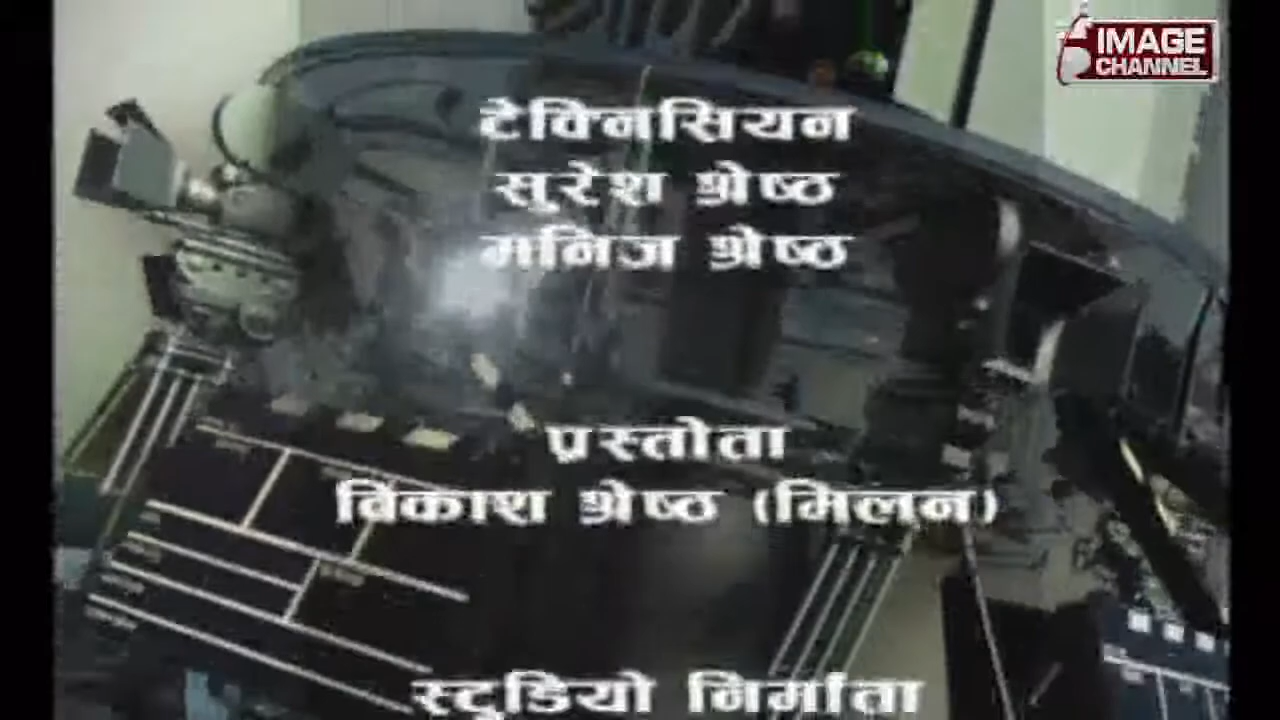 IMAGE
CHANNEL
टेक्निसियन
सुरेश श्रेष्ठ
मनिज श्रेष्ठ
प्रस्तोता
विकाश श्रेष्ठ (मिलन)
स्टुडियो निर्माता